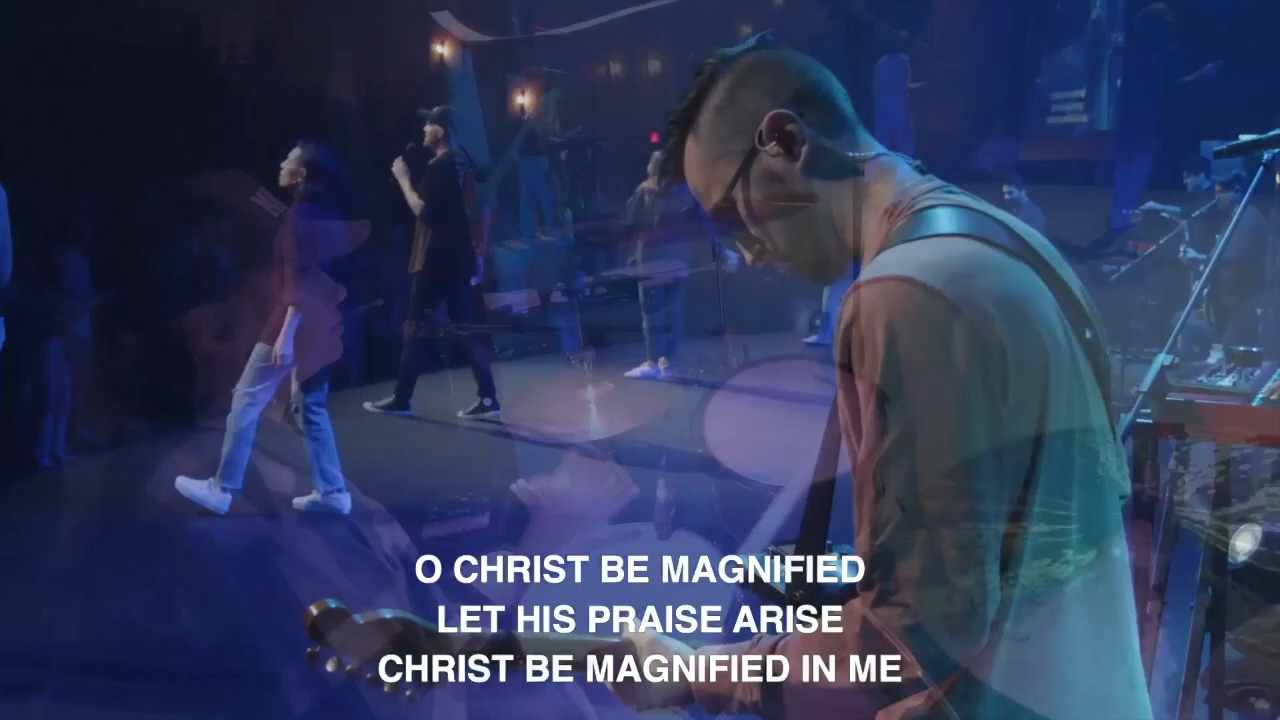 O CHRIST BE MAGNIFIED
LET HIS PRAISE ARISE
CHRIST BE MAGNIFIED IN ME